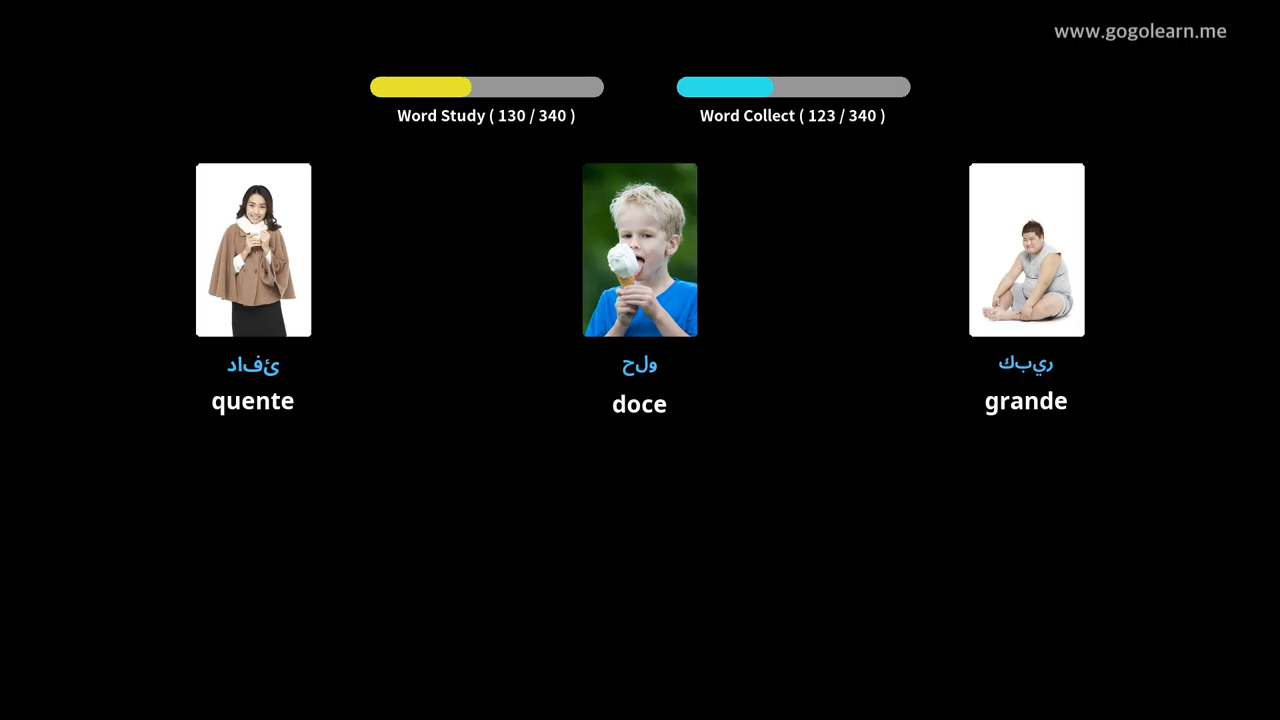 www.gogolearn.me
Word Study ( 130 / 340 )
Word Collect ( 123 / 340 )
دافئ
حلو
كبير
quente
doce
grande